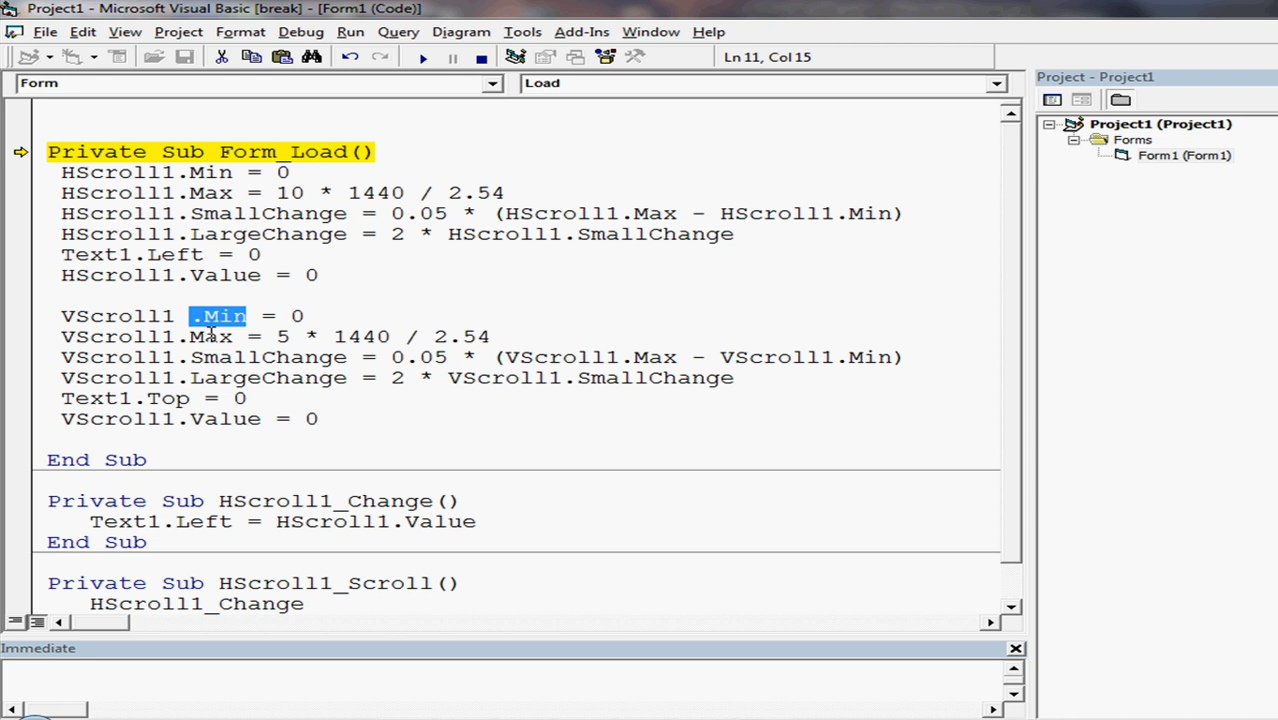 Project1 - Microsoft Visual Basic [break] - [Form1 (Code)]
File Edit View Project Format Debug Run Query Diagram Tools Add-Ins Window Help
Ln 11, Col 15
Form Load
Project - Project1
Project1 (Project1)
Forms
Form1 (Form1)
Private Sub Form_Load()
HScroll1.Min = 0
HScroll1.Max = 10 * 1440 / 2.54
HScroll1.SmallChange = 0.05 * (HScroll1.Max - HScroll1.Min)
HScroll1.LargeChange = 2 * HScroll1.SmallChange
Text1.Left = 0
HScroll1.Value = 0
VScroll1 .Min = 0
VScroll1.Max = 5 * 1440 / 2.54
VScroll1.SmallChange = 0.05 * (VScroll1.Max - VScroll1.Min)
VScroll1.LargeChange = 2 * VScroll1.SmallChange
Text1.Top = 0
VScroll1.Value = 0
End Sub
Private Sub HScroll1_Change()
Text1.Left = HScroll1.Value
End Sub
Private Sub HScroll1_Scroll()
HScroll1_Change
Immediate